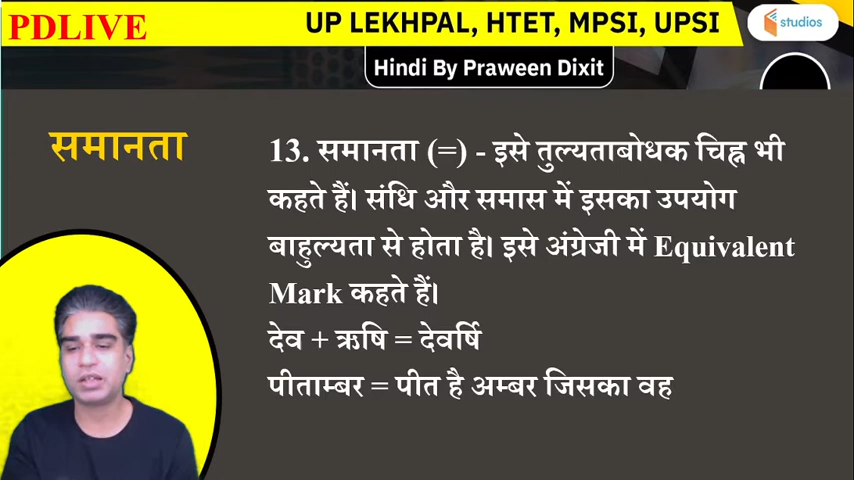 PDLIVE
UP LEKHPAL, HTET, MPSI, UPSI
studios
Hindi By Praween Dixit
समानता
13. समानता (=) - इसे तुल्यताबोधक चिह्न भी
कहते हैं। संधि और समास में इसका उपयोग
बाहुल्यता से होता है। इसे अंग्रेजी में Equivalent
Mark कहते हैं।
देव + ऋषि = देवर्षि
पीताम्बर = पीत है अम्बर जिसका वह